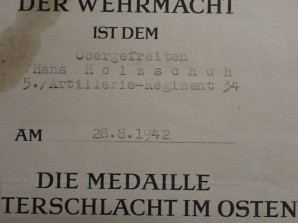 DER WEHRMACHT
IST DEM
Obergefreiten
Hans Holzschuh
5./Artillerie-Regiment 34
AM 28.8.1942
DIE MEDAILLE
TERSCHLACHT IM OSTEN